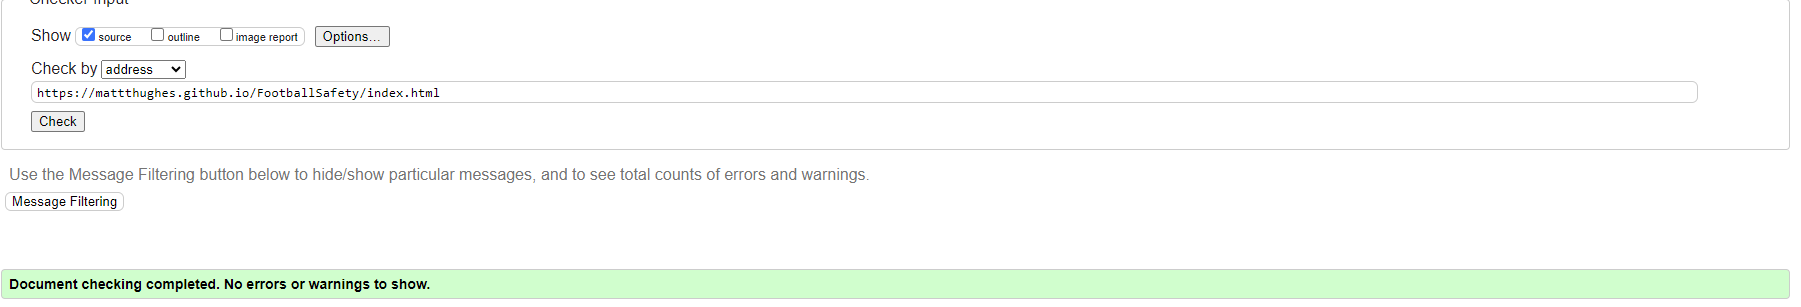 Checker Input
Show source outline image report Options...
Check by address
https://mattthughes.github.io/FootballSafety/index.html
Check
Use the Message Filtering button below to hide/show particular messages, and to see total counts of errors and warnings.
Message Filtering
Document checking completed. No errors or warnings to show.